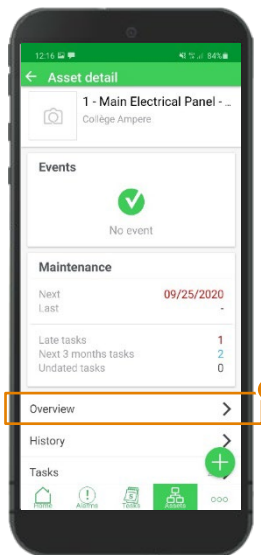 12:16 84%
← Asset detail
1 - Main Electrical Panel - ...
Collège Ampere
Events
No event
Maintenance
Next 09/25/2020
Last -
Late tasks 1
Next 3 months tasks 2
Undated tasks 0
Overview
History
Tasks
Home Alarms Tasks Assets